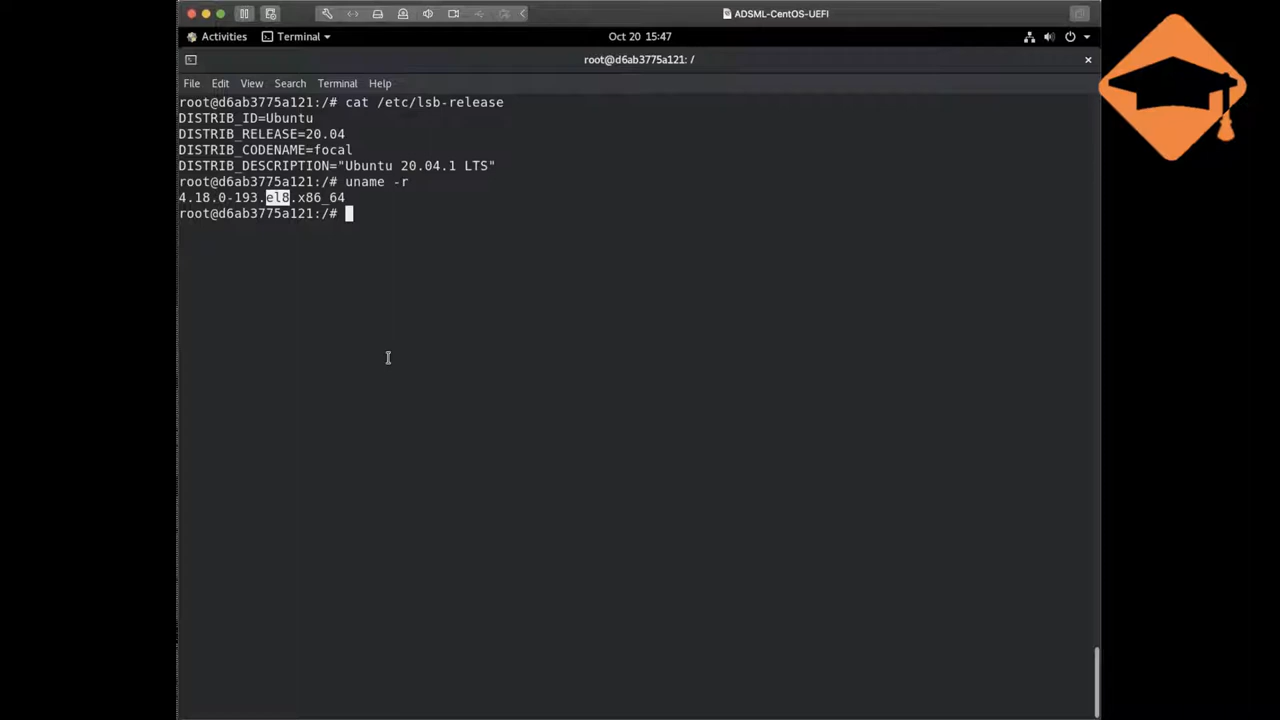 ADSML-CentOS-UEFI
Activities Terminal Oct 20 15:47
root@d6ab3775a121: /
File Edit View Search Terminal Help
root@d6ab3775a121:/# cat /etc/lsb-release
DISTRIB_ID=Ubuntu
DISTRIB_RELEASE=20.04
DISTRIB_CODENAME=focal
DISTRIB_DESCRIPTION="Ubuntu 20.04.1 LTS"
root@d6ab3775a121:/# uname -r
4.18.0-193.el8.x86_64
root@d6ab3775a121:/#